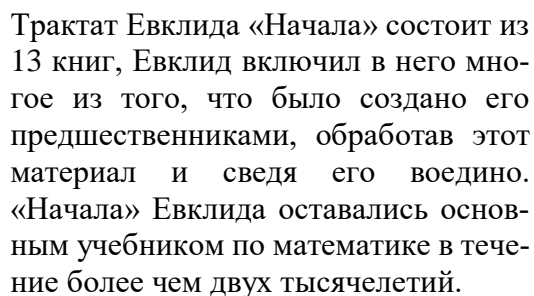 Трактат Евклида «Начала» состоит из
13 книг, Евклид включил в него мно-
гое из того, что было создано его
предшественниками, обработав этот
материал и сведя его воедино.
«Начала» Евклида оставались основ-
ным учебником по математике в тече-
ние более чем двух тысячелетий.